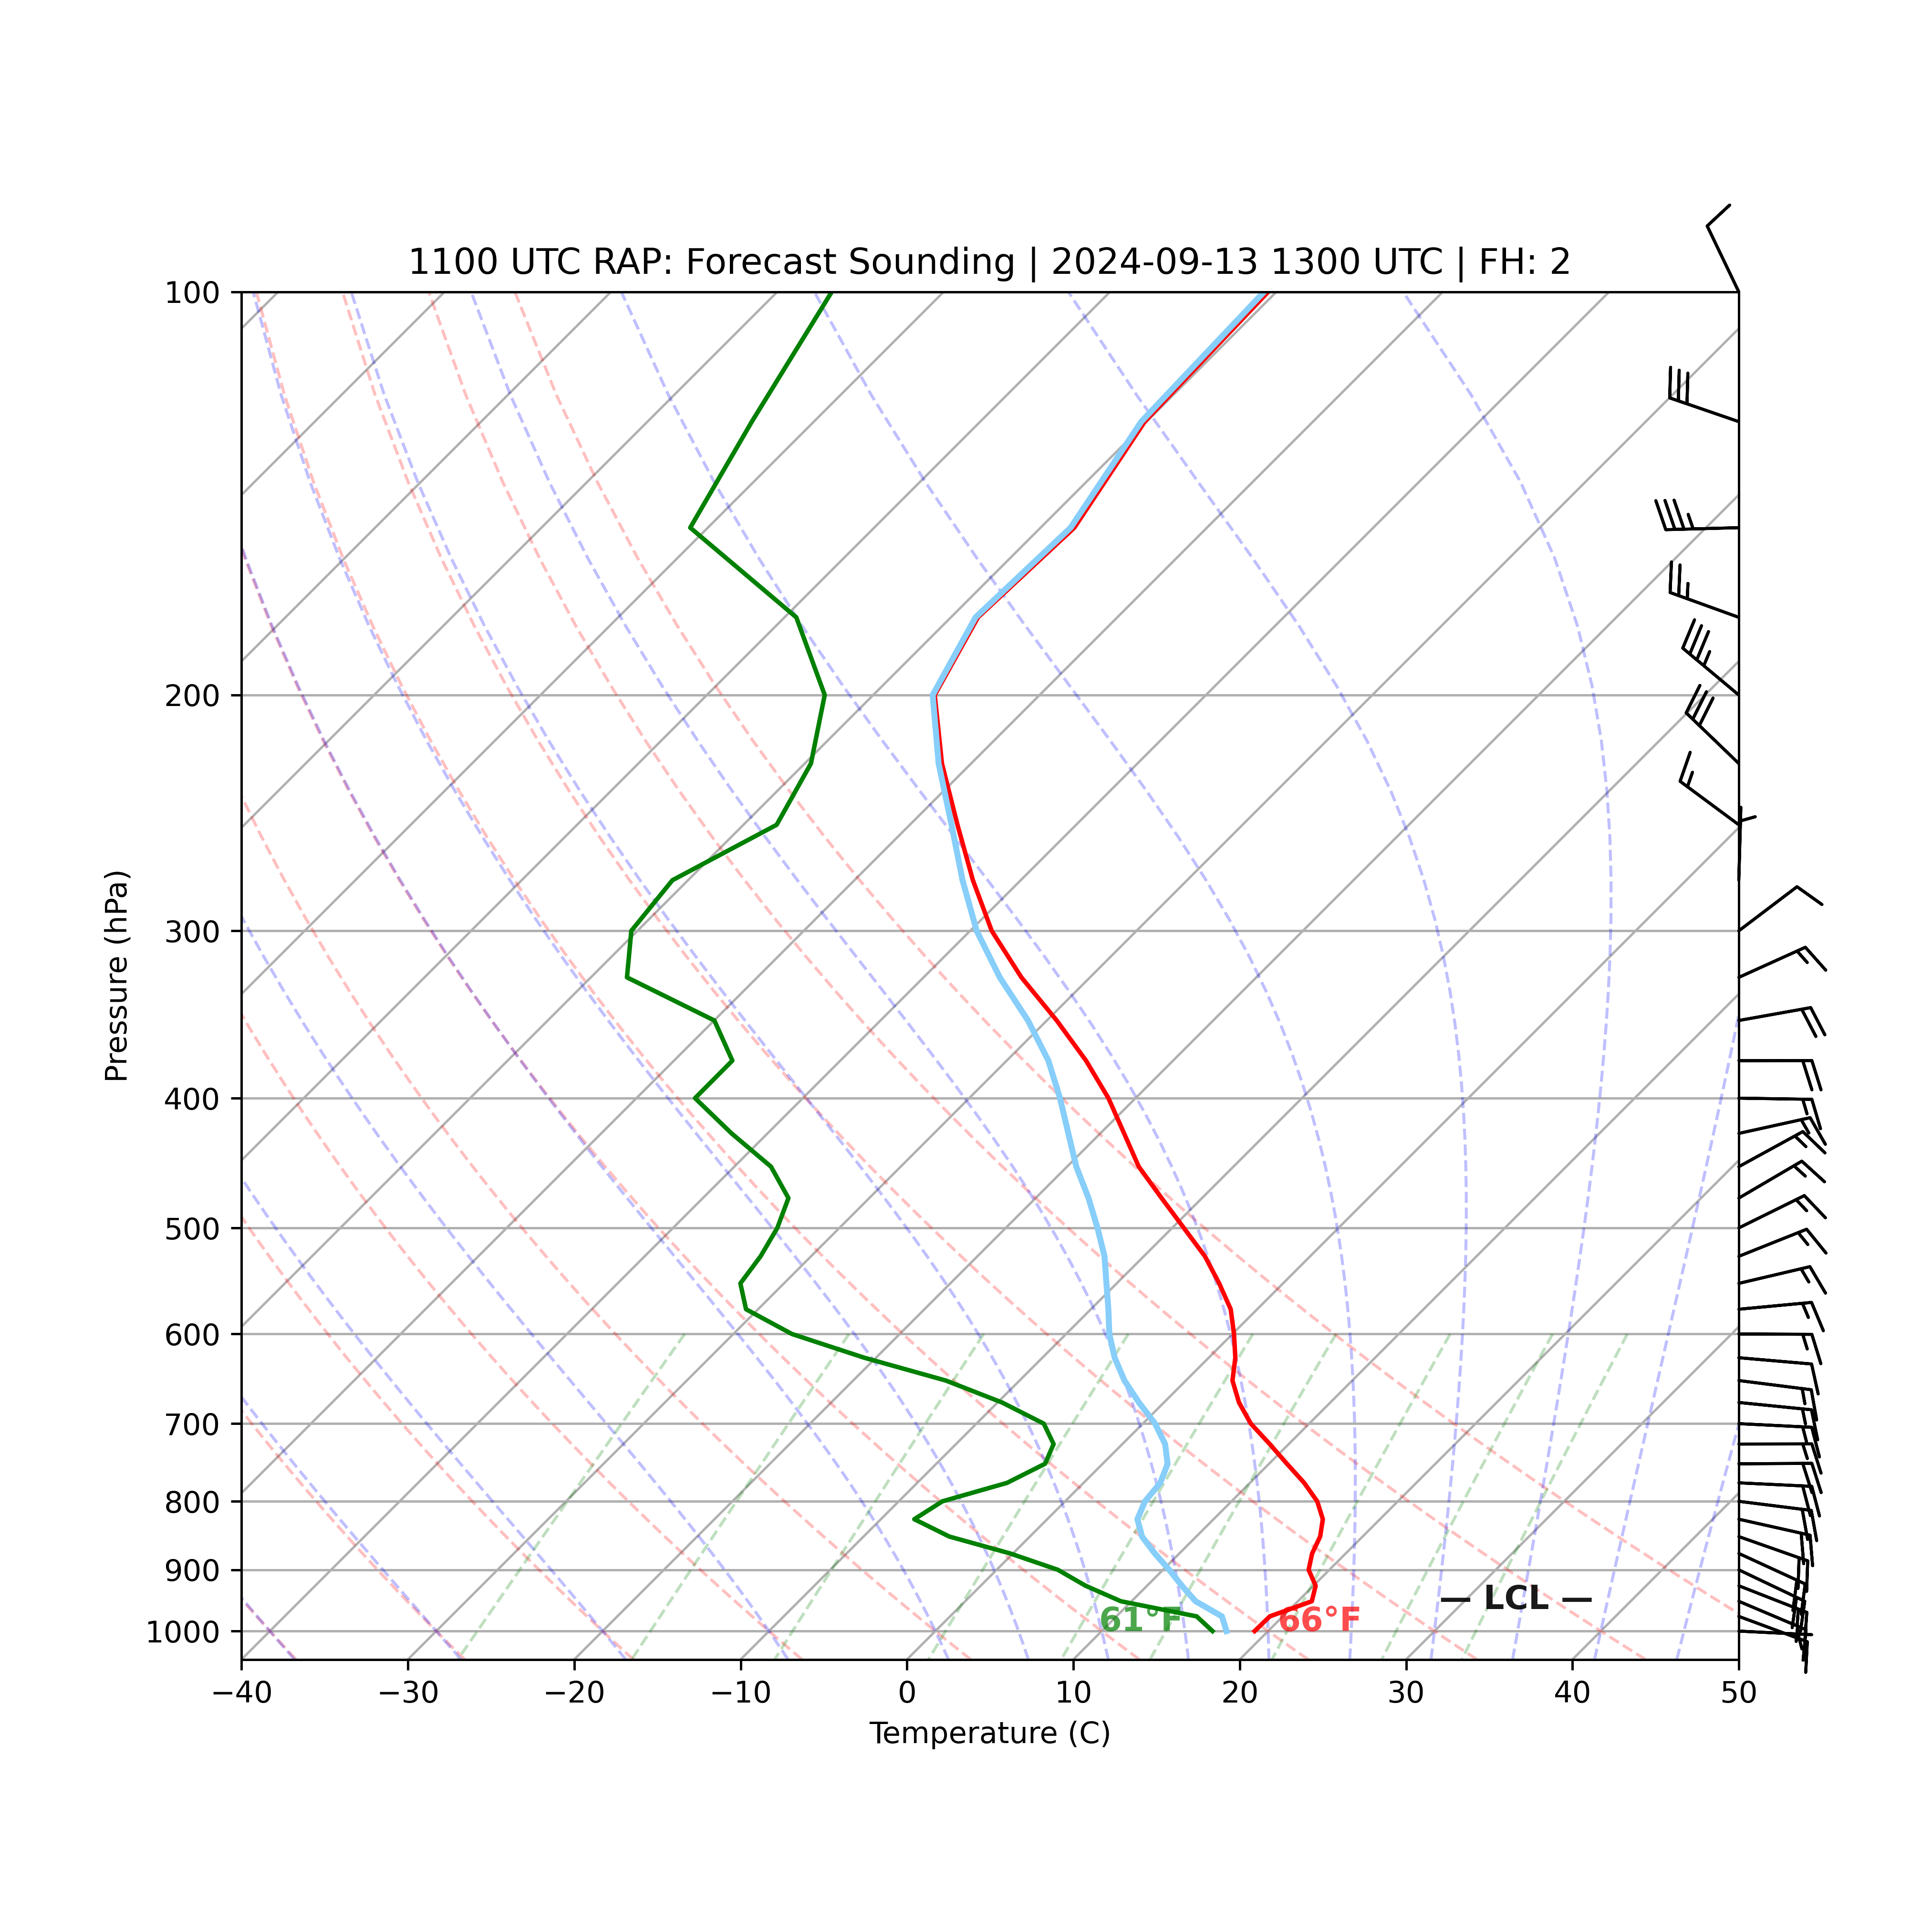 1100 UTC RAP: Forecast Sounding | 2024-09-13 1300 UTC | FH: 2
100
200
300
400
500
600
700
800
900
1000
Pressure (hPa)
61°F
66°F
— LCL —
−40 −30 −20 −10 0 10 20 30 40 50
Temperature (C)